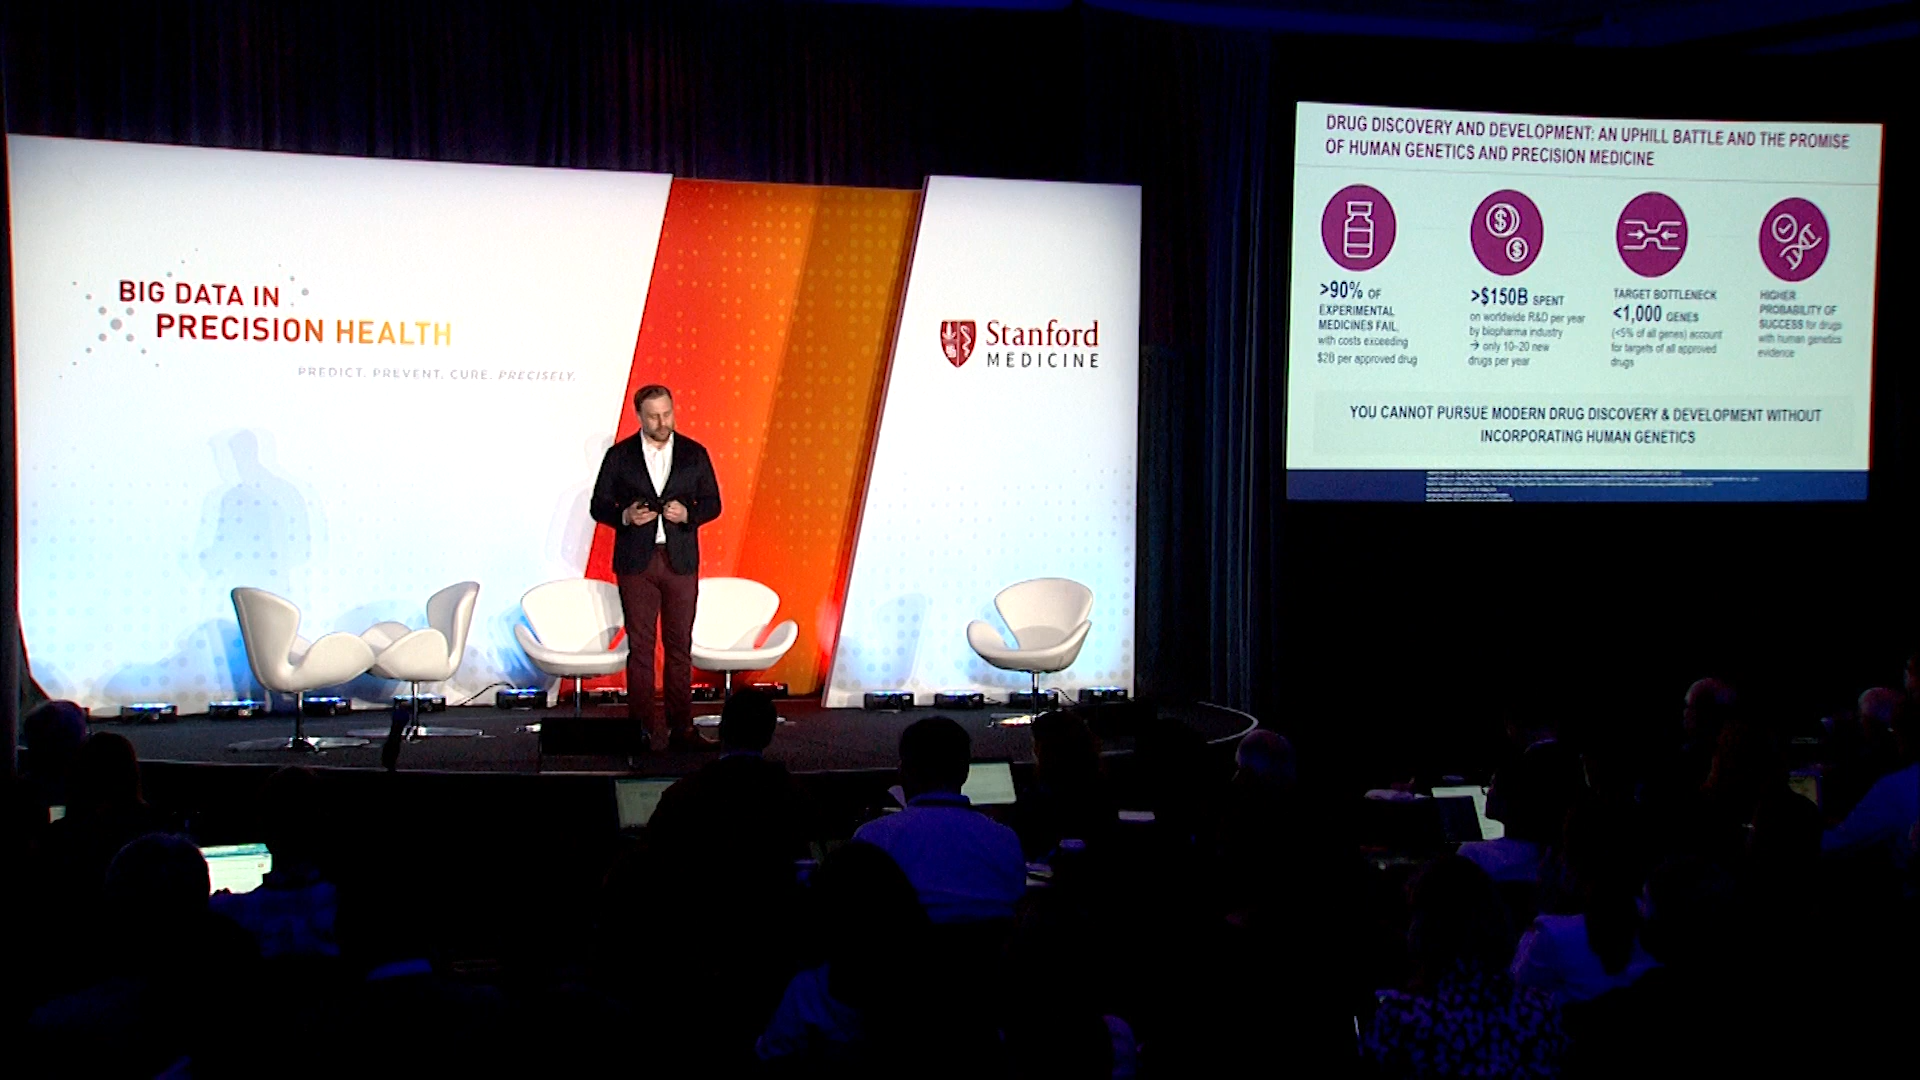 BIG DATA IN
PRECISION HEALTH
PREDICT. PREVENT. CURE. PRECISELY.
Stanford
MEDICINE
DRUG DISCOVERY AND DEVELOPMENT: AN UPHILL BATTLE AND THE PROMISE
OF HUMAN GENETICS AND PRECISION MEDICINE
>90% OF
EXPERIMENTAL
MEDICINES FAIL,
with costs exceeding
$2B per approved drug
>$150B SPENT
on worldwide R&D per year
by biopharma industry
→ only 10–20 new
drugs per year
TARGET BOTTLENECK
<1,000 GENES
(<5% of all genes) account
for targets of all approved
drugs
HIGHER
PROBABILITY OF
SUCCESS for drugs
with human genetics
evidence
YOU CANNOT PURSUE MODERN DRUG DISCOVERY & DEVELOPMENT WITHOUT
INCORPORATING HUMAN GENETICS